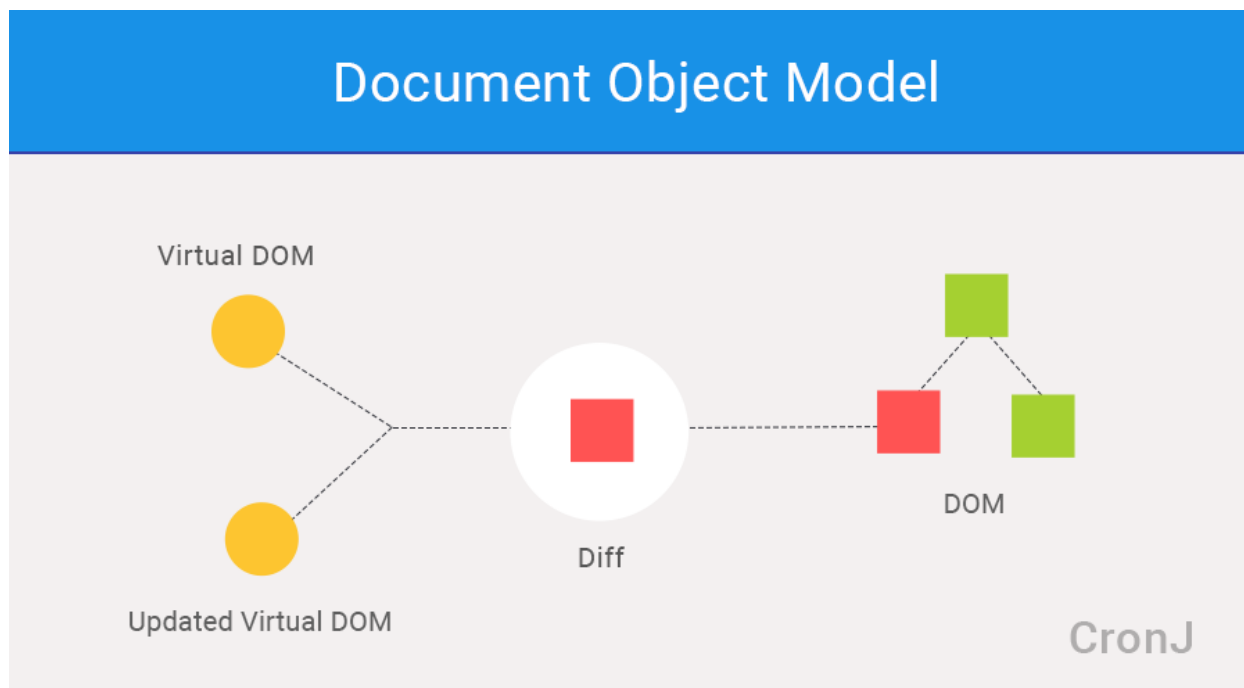 Document Object Model
Virtual DOM
Diff
DOM
Updated Virtual DOM
CronJ